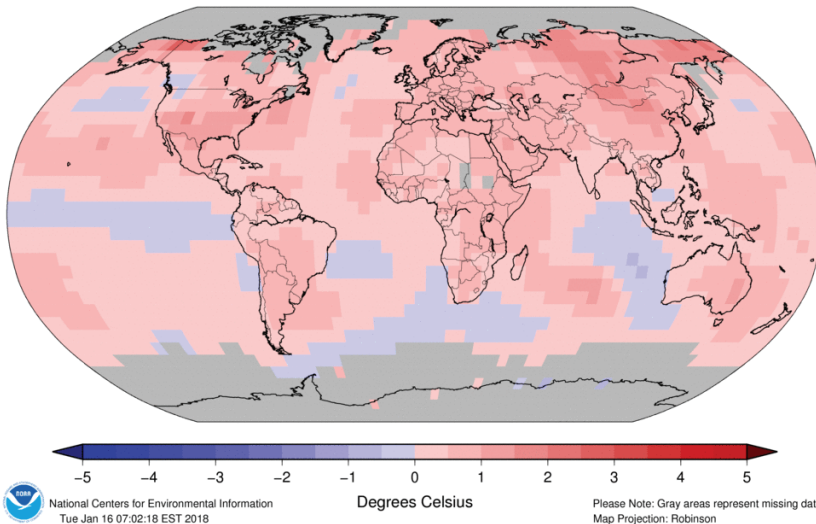 −5 −4 −3 −2 −1 0 1 2 3 4 5
NOAA
National Centers for Environmental Information
Tue Jan 16 07:02:18 EST 2018
Degrees Celsius
Please Note: Gray areas represent missing dat
Map Projection: Robinson